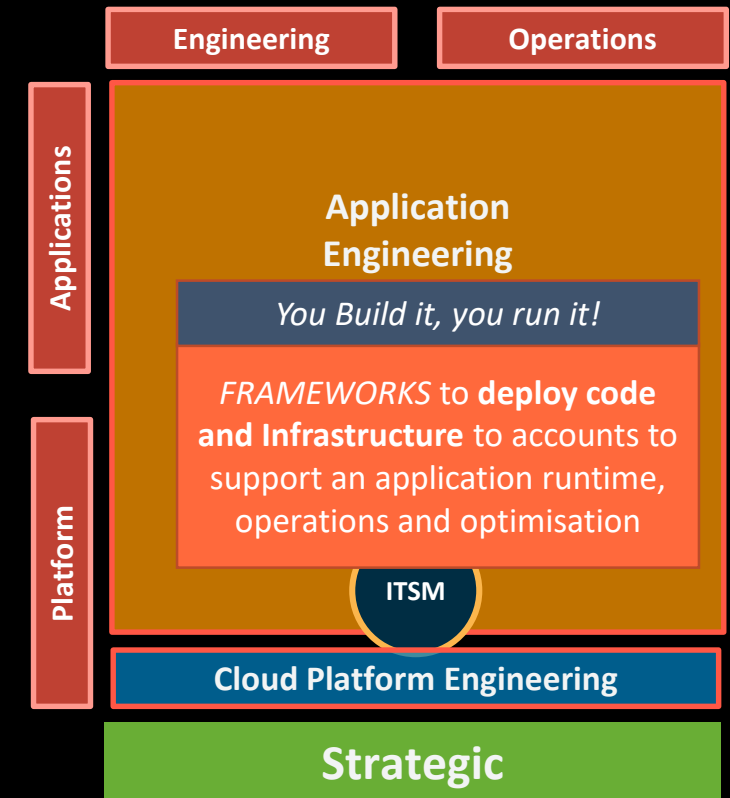 Engineering
Operations
Applications
Application
Engineering
You Build it, you run it!
FRAMEWORKS to deploy code
and Infrastructure to accounts to
support an application runtime,
operations and optimisation
Platform
ITSM
Cloud Platform Engineering
Strategic